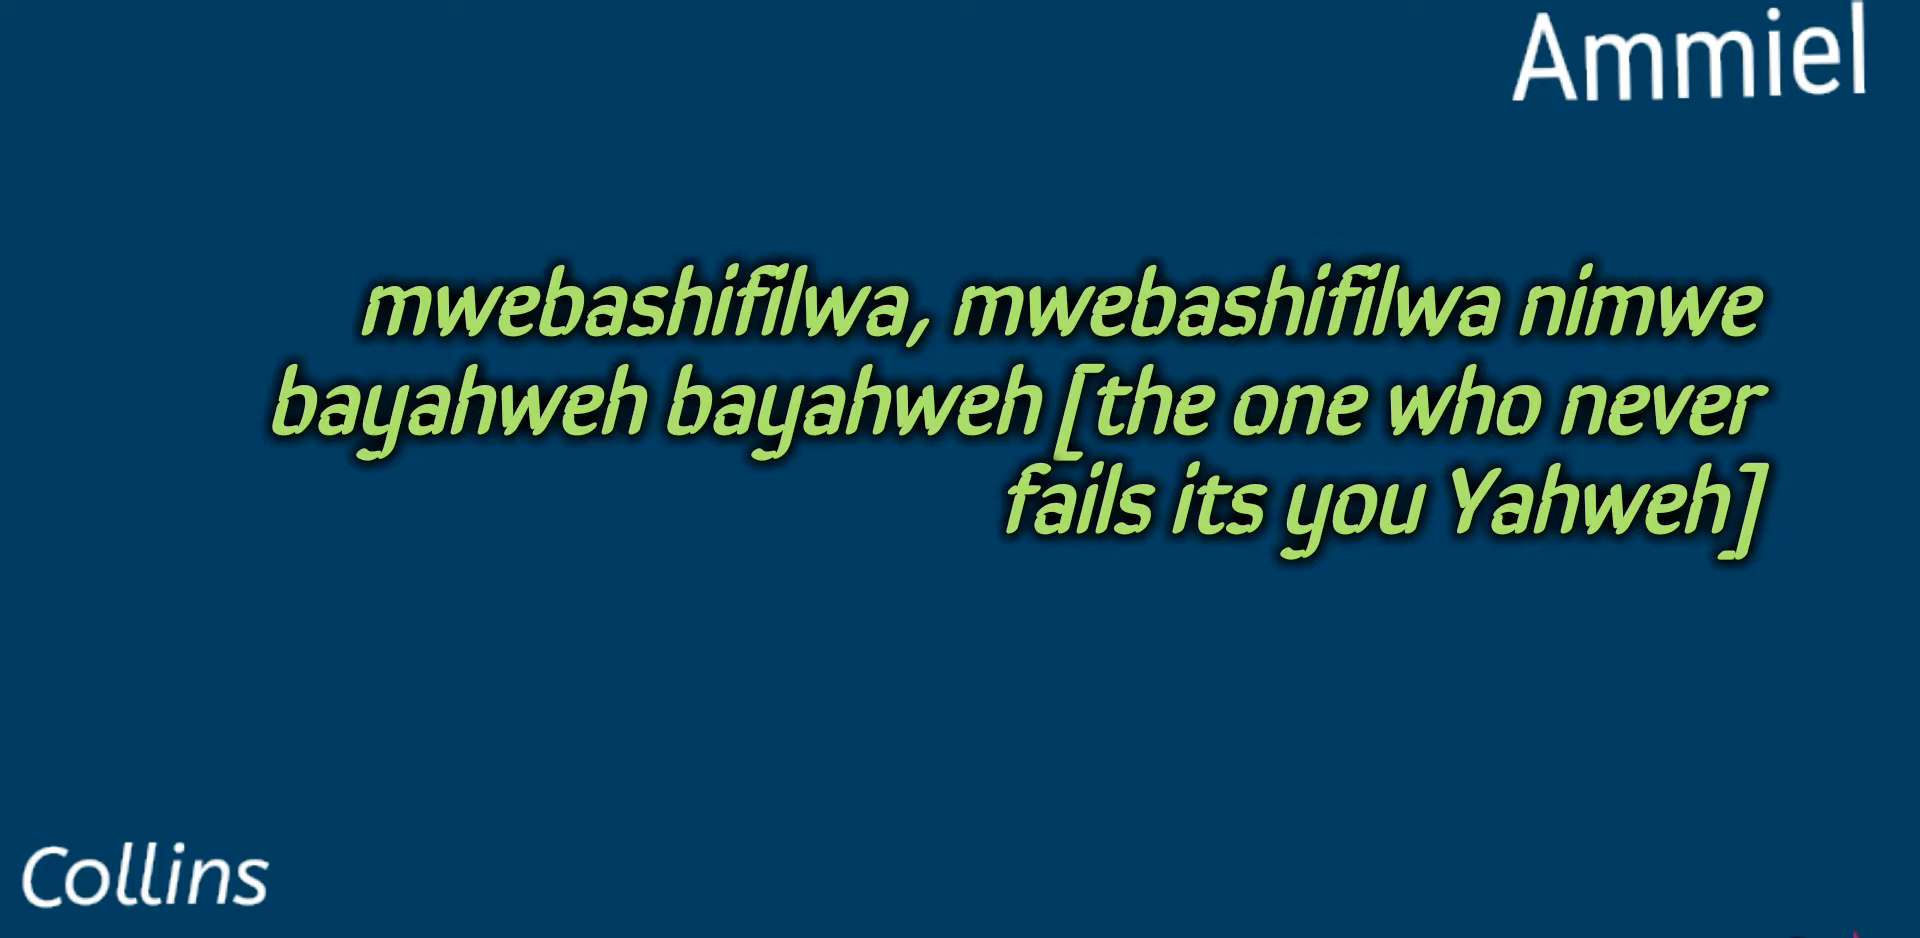 Ammiel
mwebashifilwa, mwebashifilwa nimwe
bayahweh bayahweh [the one who never
fails its you Yahweh]
Collins